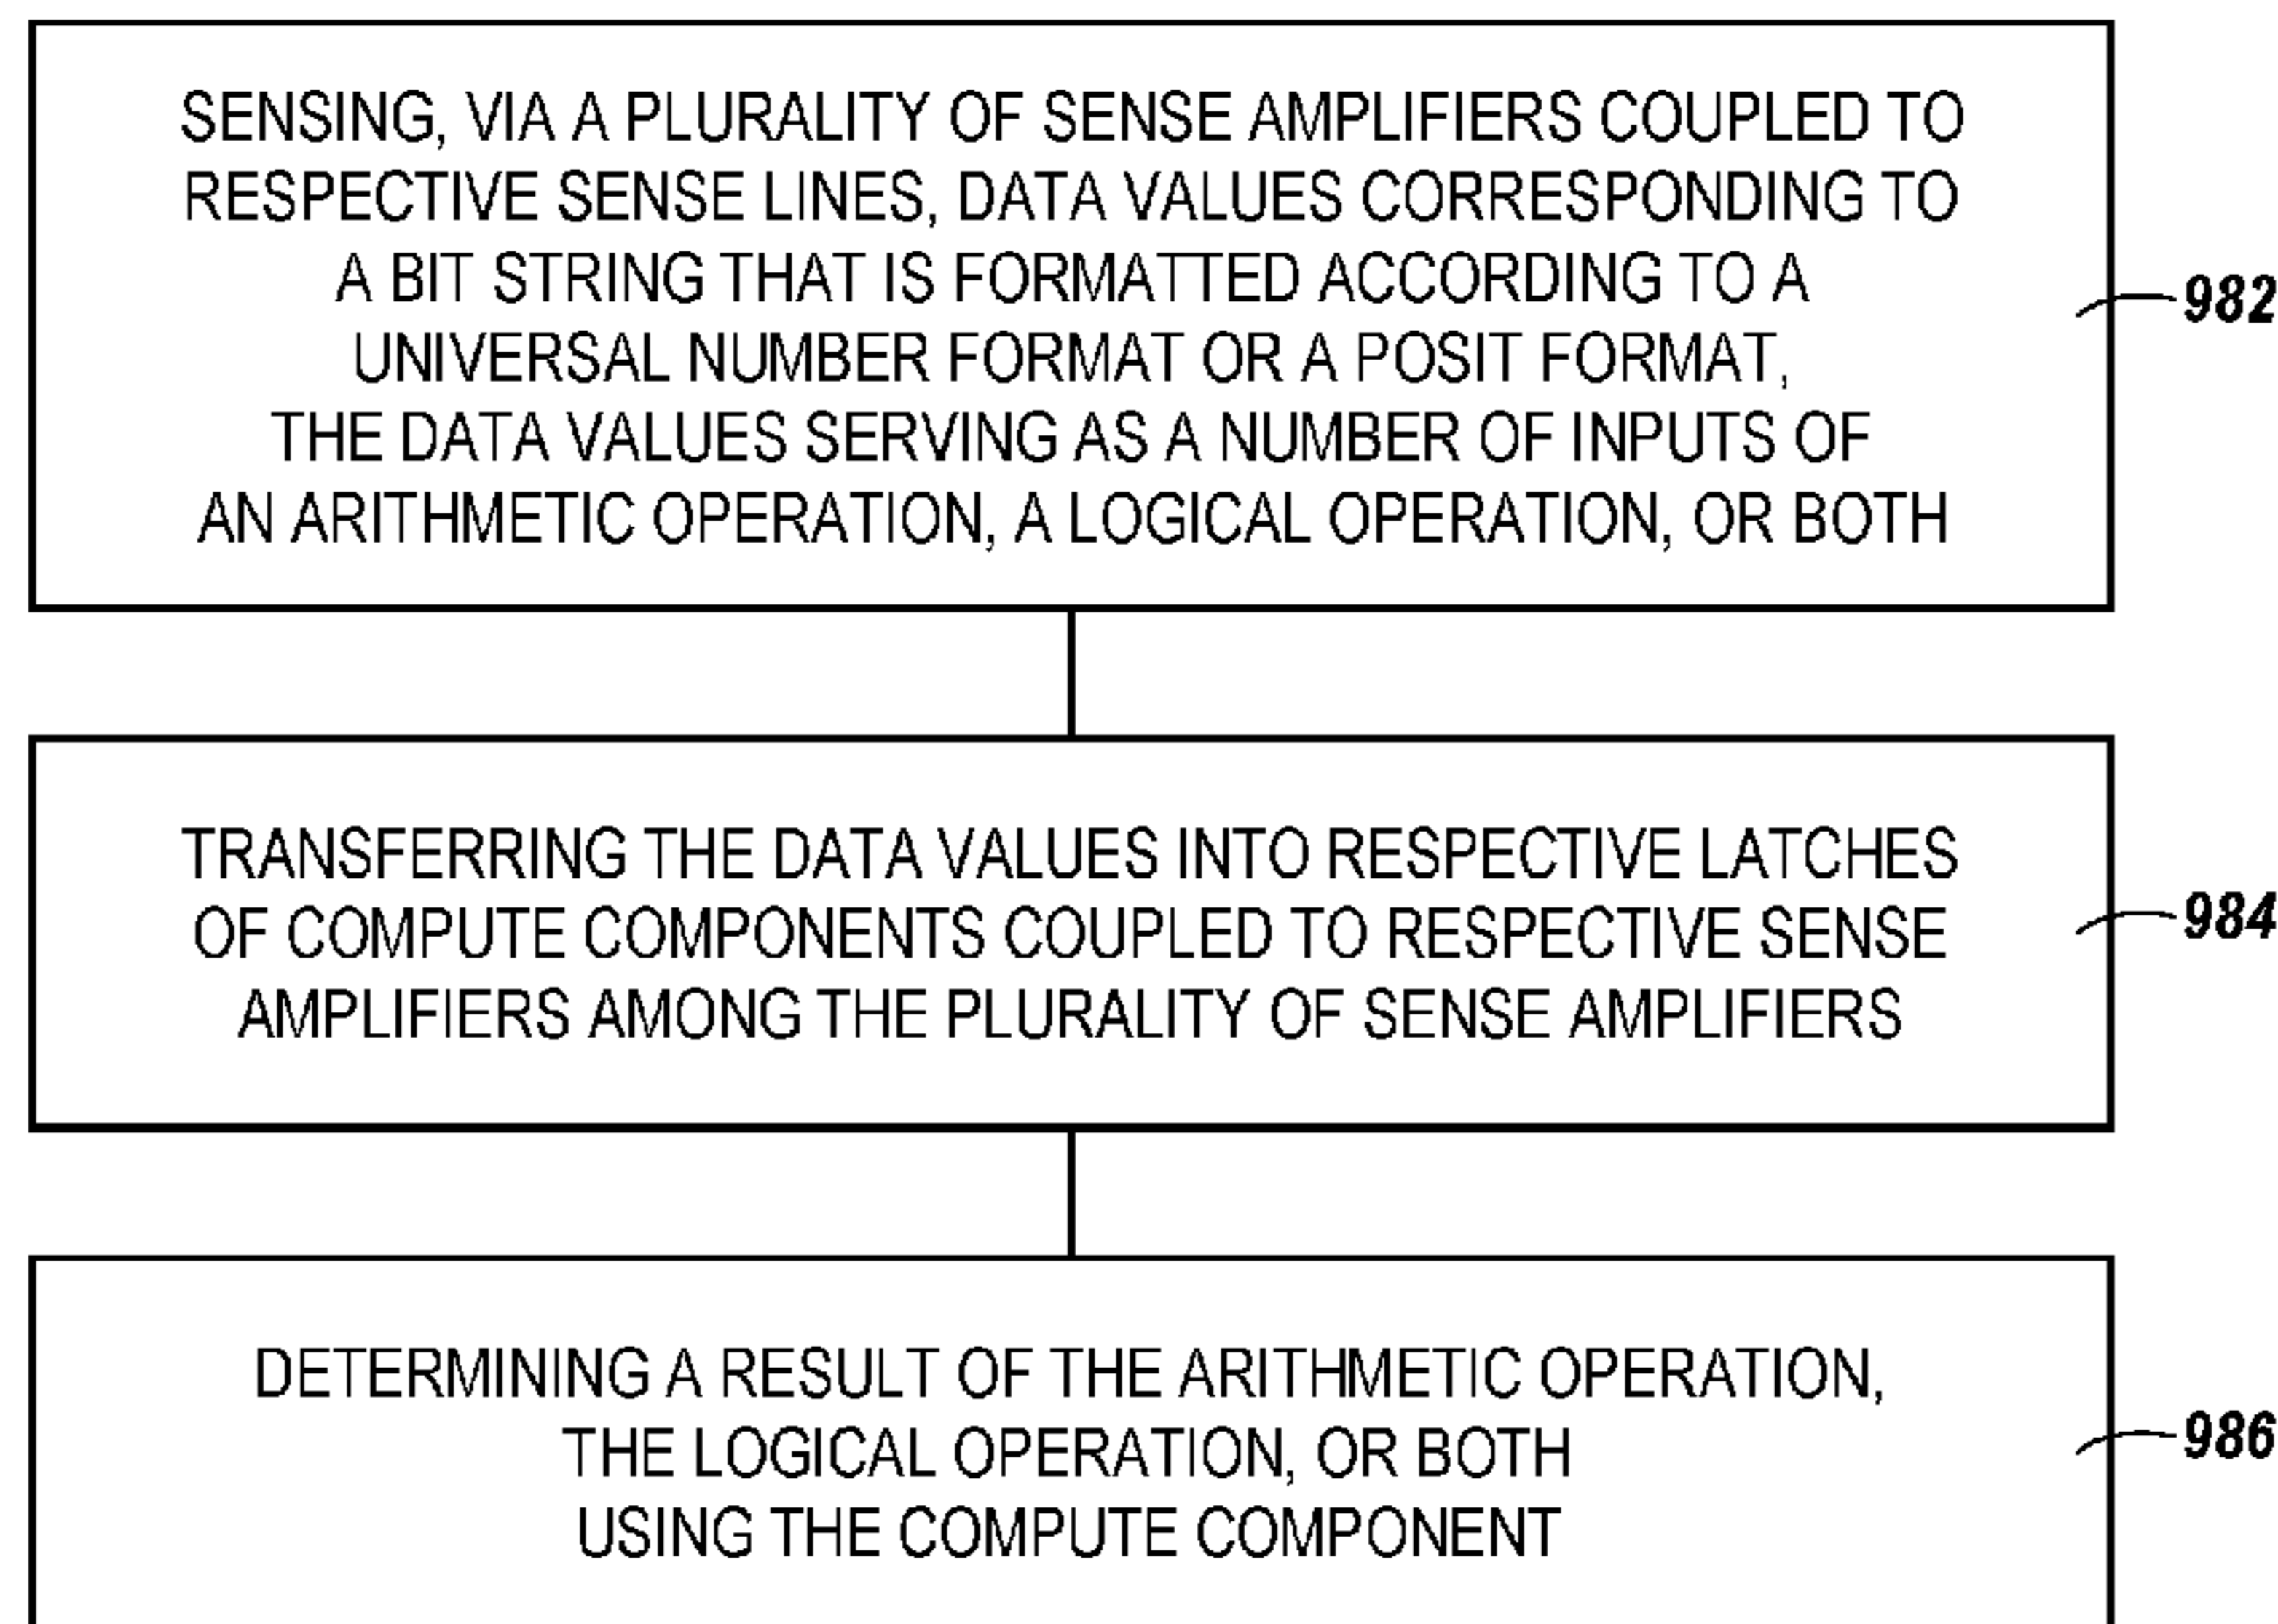 SENSING, VIA A PLURALITY OF SENSE AMPLIFIERS COUPLED TO
RESPECTIVE SENSE LINES, DATA VALUES CORRESPONDING TO
A BIT STRING THAT IS FORMATTED ACCORDING TO A
UNIVERSAL NUMBER FORMAT OR A POSIT FORMAT,
THE DATA VALUES SERVING AS A NUMBER OF INPUTS OF
AN ARITHMETIC OPERATION, A LOGICAL OPERATION, OR BOTH
982
TRANSFERRING THE DATA VALUES INTO RESPECTIVE LATCHES
OF COMPUTE COMPONENTS COUPLED TO RESPECTIVE SENSE
AMPLIFIERS AMONG THE PLURALITY OF SENSE AMPLIFIERS
984
DETERMINING A RESULT OF THE ARITHMETIC OPERATION,
THE LOGICAL OPERATION, OR BOTH
USING THE COMPUTE COMPONENT
986